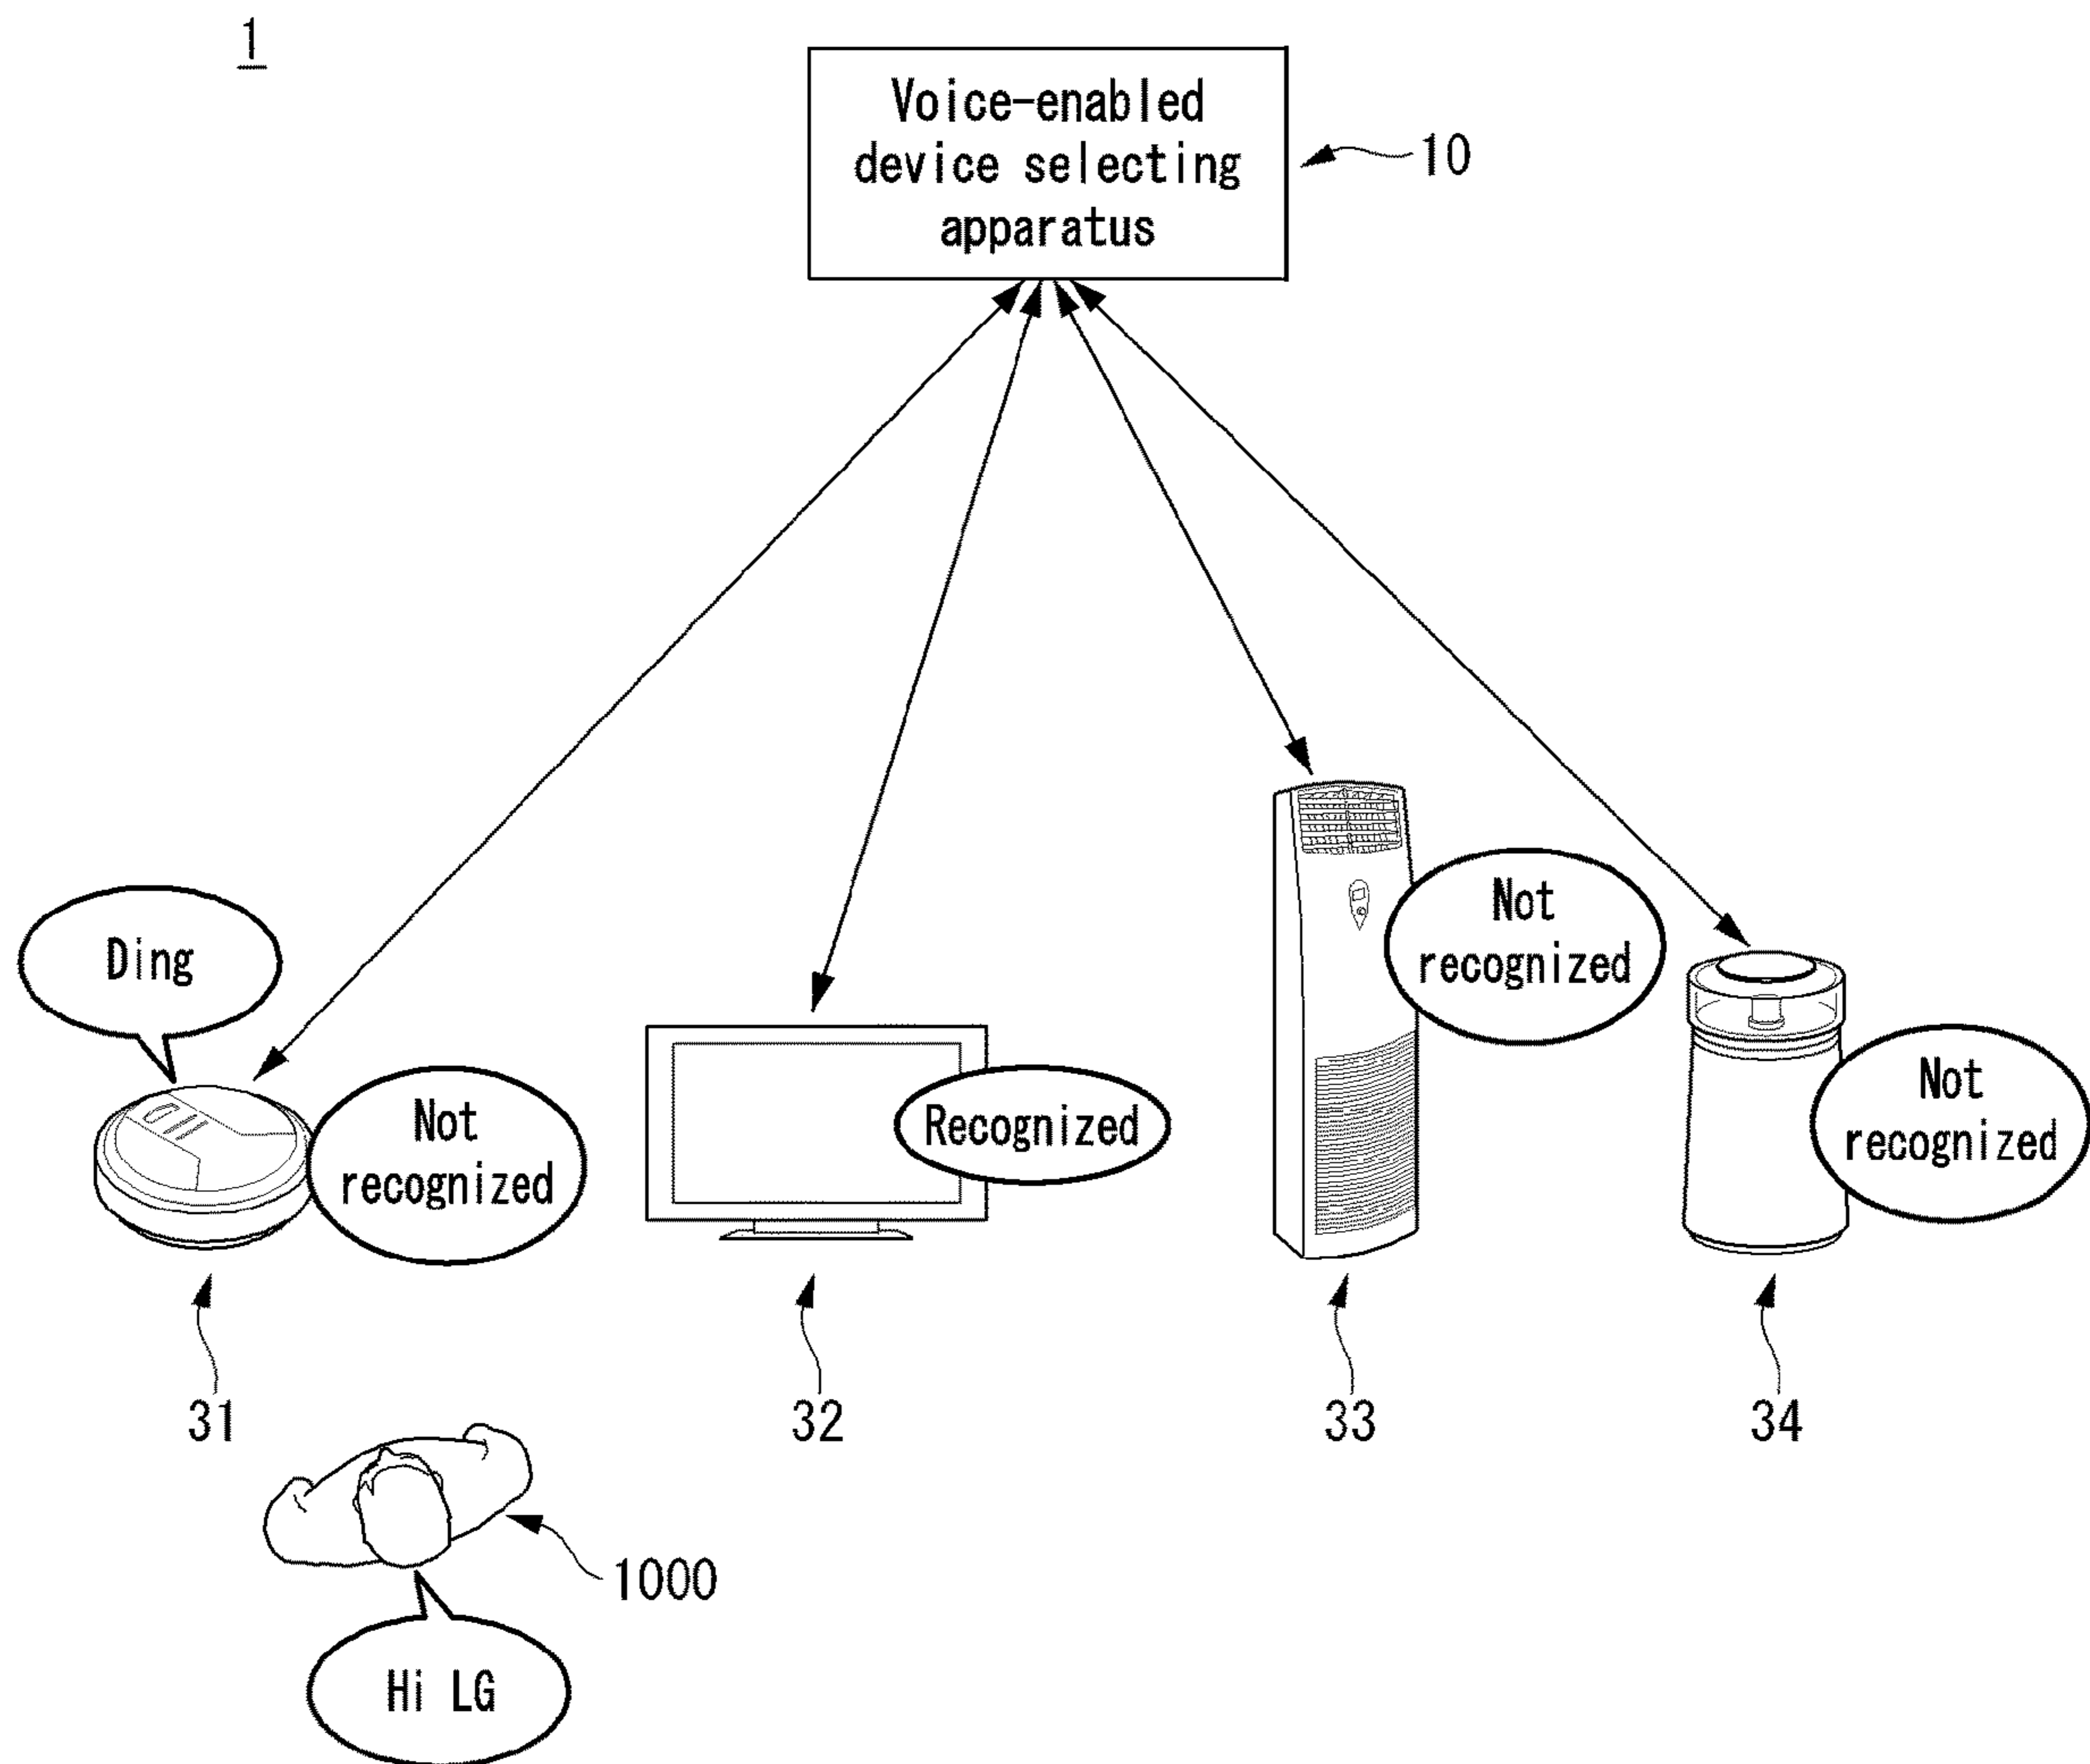 1
Voice-enabled
device selecting
apparatus
10
Ding
Not
recognized
Recognized
Not
recognized
Not
recognized
31
32
33
34
1000
Hi LG